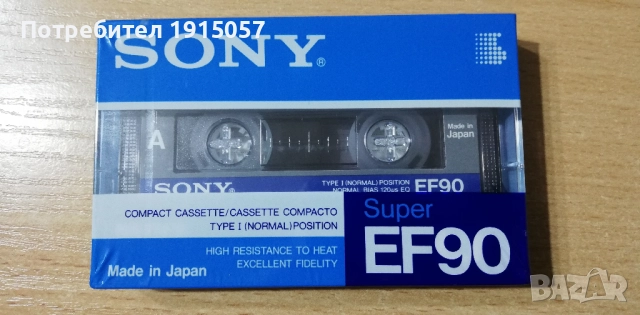 Потребител 1915057
SONY®
A
Made in
Japan
SONY
TYPE I (NORMAL) POSITION
NORMAL BIAS 120μs EQ
EF90
COMPACT CASSETTE/CASSETTE COMPACTO
TYPE I (NORMAL) POSITION
HIGH RESISTANCE TO HEAT
EXCELLENT FIDELITY
Made in Japan
Super
EF90
BAZAR